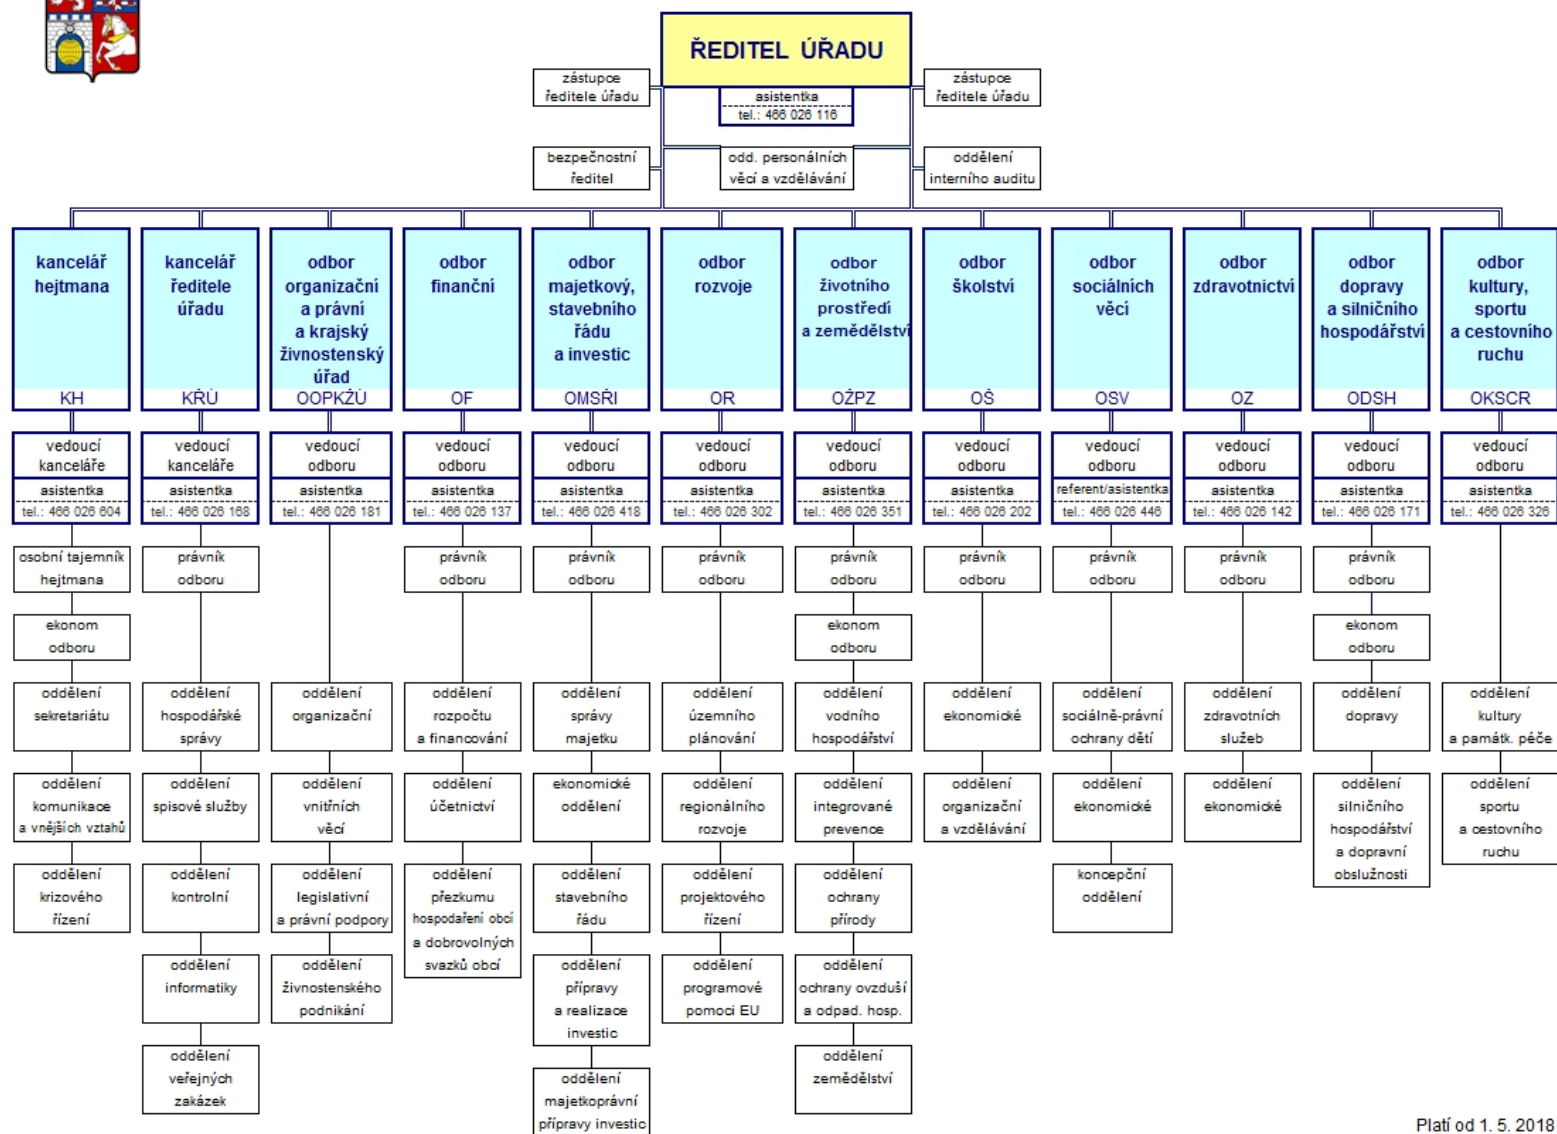 ŘEDITEL ÚŘADU
zástupce
ředitele úřadu
asistentka
tel.: 466 026 116
zástupce
ředitele úřadu
bezpečnostní
ředitel
odd. personálních
věcí a vzdělávání
oddělení
interního auditu
kancelář
hejtmana
KH
vedoucí
kanceláře
asistentka
tel.: 466 026 604
osobní tajemník
hejtmana
ekonom
odboru
oddělení
sekretariátu
oddělení
komunikace
a vnějších vztahů
oddělení
krizového
řízení
kancelář
ředitele
úřadu
KŘÚ
vedoucí
kanceláře
asistentka
tel.: 466 026 168
právník
odboru
oddělení
hospodářské
správy
oddělení
spisové služby
oddělení
kontrolní
oddělení
informatiky
oddělení
veřejných
zakázek
odbor
organizační
a právní
a krajský
živnostenský
úřad
OOPKŽÚ
vedoucí
odboru
asistentka
tel.: 466 026 181
oddělení
organizační
oddělení
vnitřních
věcí
oddělení
legislativní
a právní podpory
oddělení
živnostenského
podnikání
odbor
finanční
OF
vedoucí
odboru
asistentka
tel.: 466 026 137
právník
odboru
oddělení
rozpočtu
a financování
oddělení
účetnictví
oddělení
přezkumu
hospodaření obcí
a dobrovolných
svazků obcí
odbor
majetkový,
stavebního
řádu
a investic
OMSŘI
vedoucí
odboru
asistentka
tel.: 466 026 418
právník
odboru
oddělení
správy
majetku
ekonomické
oddělení
oddělení
stavebního
řádu
oddělení
přípravy
a realizace
investic
oddělení
majetkoprávní
přípravy investic
odbor
rozvoje
OR
vedoucí
odboru
asistentka
tel.: 466 026 302
právník
odboru
oddělení
územního
plánování
oddělení
regionálního
rozvoje
oddělení
projektového
řízení
oddělení
programové
pomoci EU
odbor
životního
prostředí
a zemědělství
OŽPZ
vedoucí
odboru
asistentka
tel.: 466 026 351
právník
odboru
ekonom
odboru
oddělení
vodního
hospodářství
oddělení
integrované
prevence
oddělení
ochrany
přírody
oddělení
ochrany ovzduší
a odpad. hosp.
oddělení
zemědělství
odbor
školství
OŠ
vedoucí
odboru
asistentka
tel.: 466 026 202
právník
odboru
oddělení
ekonomické
oddělení
organizační
a vzdělávání
odbor
sociálních
věcí
OSV
vedoucí
odboru
referent/asistentka
tel.: 466 026 446
právník
odboru
oddělení
sociálně-právní
ochrany dětí
oddělení
ekonomické
koncepční
oddělení
odbor
zdravotnictví
OZ
vedoucí
odboru
asistentka
tel.: 466 026 142
právník
odboru
oddělení
zdravotních
služeb
oddělení
ekonomické
odbor
dopravy
a silničního
hospodářství
ODSH
vedoucí
odboru
asistentka
tel.: 466 026 171
právník
odboru
ekonom
odboru
oddělení
dopravy
oddělení
silničního
hospodářství
a dopravní
obslužnosti
odbor
kultury,
sportu
a cestovního
ruchu
OKSCR
vedoucí
odboru
asistentka
tel.: 466 026 326
oddělení
kultury
a památk. péče
oddělení
sportu
a cestovního
ruchu
Platí od 1. 5. 2018